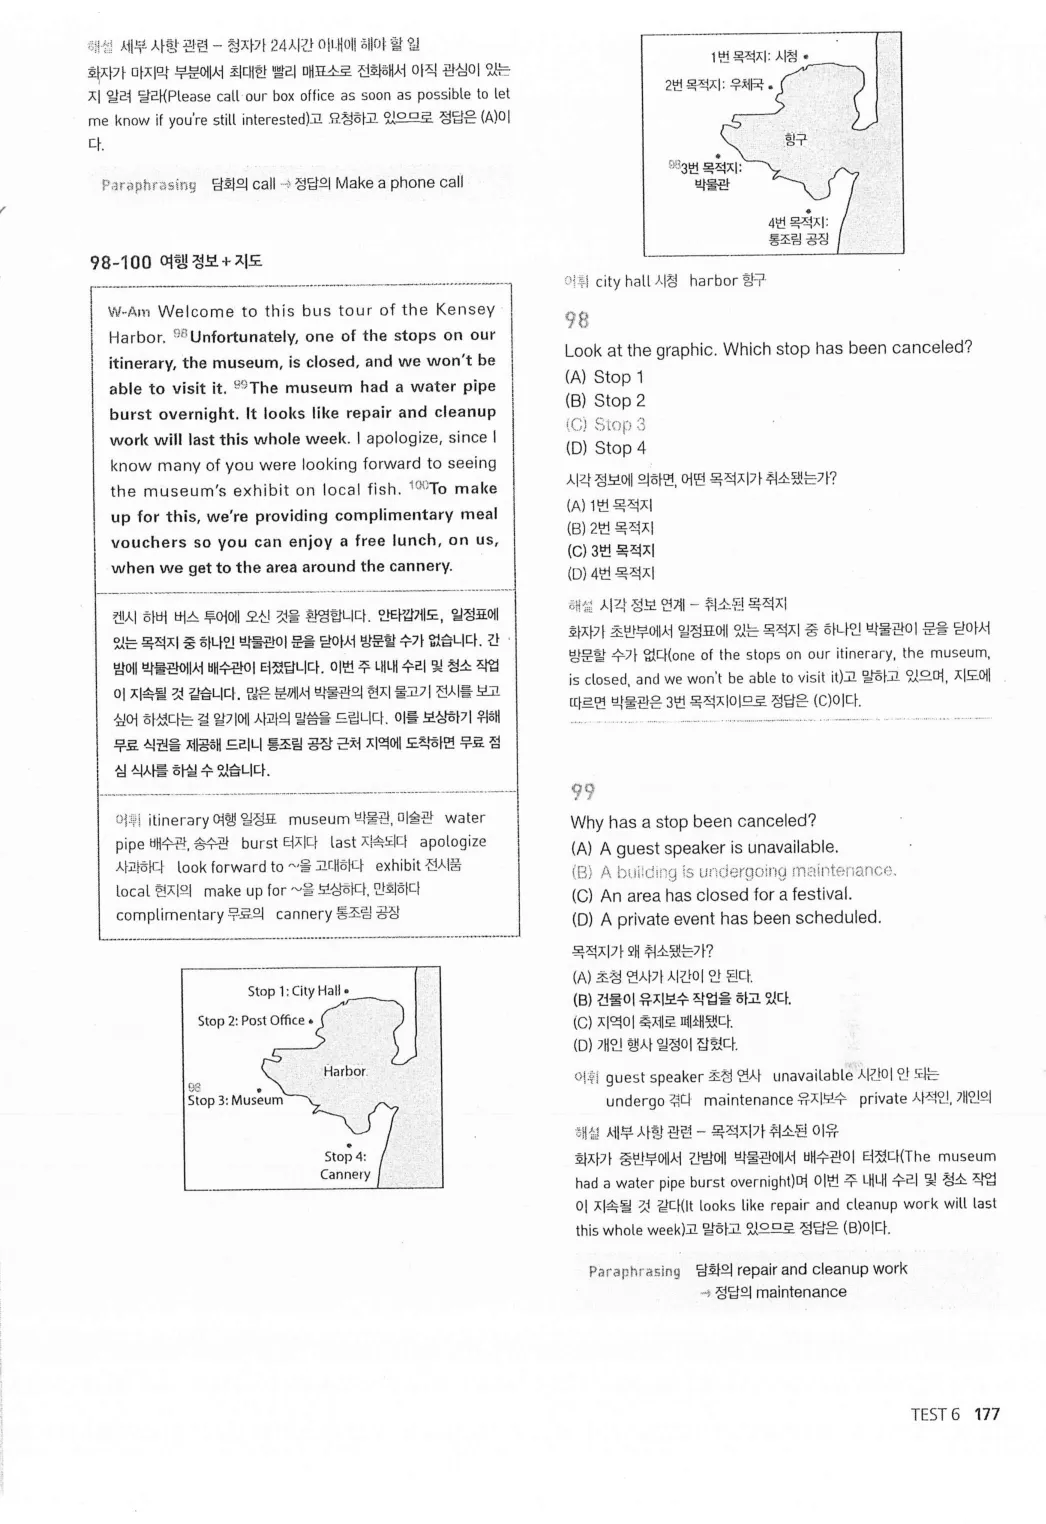 해설 세부 사항 관련 – 청자가 24시간 이내에 해야 할 일
화자가 마지막 부분에서 최대한 빨리 매표소로 전화해서 아직 관심이 있는
지 알려 달라(Please call our box office as soon as possible to let
me know if you're still interested)고 요청하고 있으므로 정답은 (A)이
다.
Paraphrasing 담화의 call → 정답의 Make a phone call
98-100 여행 정보 + 지도
W-Am Welcome to this bus tour of the Kensey
Harbor. 98Unfortunately, one of the stops on our
itinerary, the museum, is closed, and we won't be
able to visit it. 99The museum had a water pipe
burst overnight. It looks like repair and cleanup
work will last this whole week. I apologize, since I
know many of you were looking forward to seeing
the museum's exhibit on local fish. 100To make
up for this, we're providing complimentary meal
vouchers so you can enjoy a free lunch, on us,
when we get to the area around the cannery.
켄시 하버 버스 투어에 오신 것을 환영합니다. 안타깝게도, 일정표에
있는 목적지 중 하나인 박물관이 문을 닫아서 방문할 수가 없습니다. 간
밤에 박물관에서 배수관이 터졌답니다. 이번 주 내내 수리 및 청소 작업
이 지속될 것 같습니다. 많은 분께서 박물관의 현지 물고기 전시를 보고
싶어 하셨다는 걸 알기에 사과의 말씀을 드립니다. 이를 보상하기 위해
무료 식권을 제공해 드리니 통조림 공장 근처 지역에 도착하면 무료 점
심 식사를 하실 수 있습니다.
어휘 itinerary 여행 일정표 museum 박물관, 미술관 water
pipe 배수관, 송수관 burst 터지다 last 지속되다 apologize
사과하다 look forward to ~을 고대하다 exhibit 전시품
local 현지의 make up for ~을 보상하다, 만회하다
complimentary 무료의 cannery 통조림 공장
Stop 1: City Hall
Stop 2: Post Office
Harbor
98
Stop 3: Museum
Stop 4:
Cannery
1번 목적지: 시청
2번 목적지: 우체국
항구
983번 목적지:
박물관
4번 목적지:
통조림 공장
어휘 city hall 시청 harbor 항구
98
Look at the graphic. Which stop has been canceled?
(A) Stop 1
(B) Stop 2
(C) Stop 3
(D) Stop 4
시각 정보에 의하면, 어떤 목적지가 취소됐는가?
(A) 1번 목적지
(B) 2번 목적지
(C) 3번 목적지
(D) 4번 목적지
해설 시각 정보 연계 – 취소된 목적지
화자가 초반부에서 일정표에 있는 목적지 중 하나인 박물관이 문을 닫아서
방문할 수가 없다(one of the stops on our itinerary, the museum,
is closed, and we won't be able to visit it)고 말하고 있으며, 지도에
따르면 박물관은 3번 목적지이므로 정답은 (C)이다.
99
Why has a stop been canceled?
(A) A guest speaker is unavailable.
(B) A building is undergoing maintenance.
(C) An area has closed for a festival.
(D) A private event has been scheduled.
목적지가 왜 취소됐는가?
(A) 초청 연사가 시간이 안 된다.
(B) 건물이 유지보수 작업을 하고 있다.
(C) 지역이 축제로 폐쇄됐다.
(D) 개인 행사 일정이 잡혔다.
어휘 guest speaker 초청 연사 unavailable 시간이 안 되는
undergo 겪다 maintenance 유지보수 private 사적인, 개인의
해설 세부 사항 관련 – 목적지가 취소된 이유
화자가 중반부에서 간밤에 박물관에서 배수관이 터졌다(The museum
had a water pipe burst overnight)며 이번 주 내내 수리 및 청소 작업
이 지속될 것 같다(It looks like repair and cleanup work will last
this whole week)고 말하고 있으므로 정답은 (B)이다.
Paraphrasing 담화의 repair and cleanup work
→ 정답의 maintenance
TEST 6 177